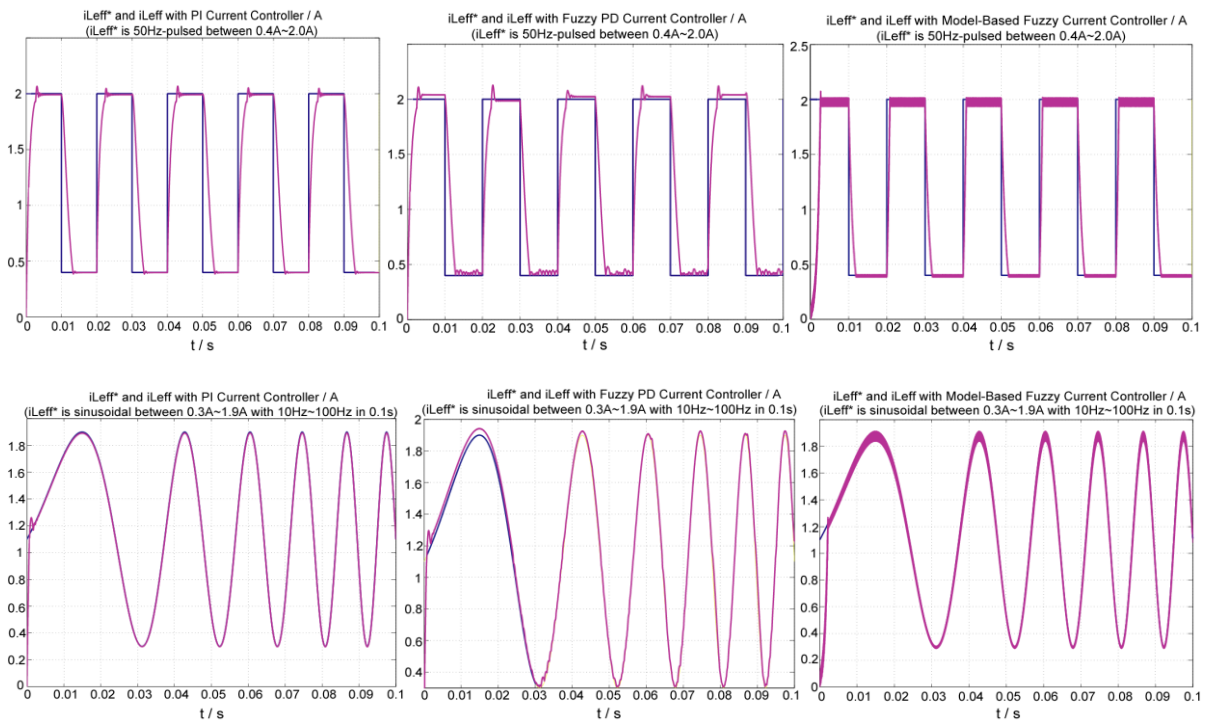 iLeff* and iLeff with PI Current Controller / A
(iLeff* is 50Hz-pulsed between 0.4A~2.0A)
2
1.5
1
0.4
0
0 0.01 0.02 0.03 0.04 0.05 0.06 0.07 0.08 0.09 0.1
t / s
iLeff* and iLeff with Fuzzy PD Current Controller / A
(iLeff* is 50Hz-pulsed between 0.4A~2.0A)
2
1.5
1
0.4
0
0 0.01 0.02 0.03 0.04 0.05 0.06 0.07 0.08 0.09 0.1
t / s
iLeff* and iLeff with Model-Based Fuzzy Current Controller / A
(iLeff* is 50Hz-pulsed between 0.4A~2.0A)
2.5
2
1.5
1
0.5
0
0 0.01 0.02 0.03 0.04 0.05 0.06 0.07 0.08 0.09 0.1
t / s
iLeff* and iLeff with PI Current Controller / A
(iLeff* is sinusoidal between 0.3A~1.9A with 10Hz~100Hz in 0.1s)
1.8
1.6
1.4
1.2
1
0.8
0.6
0.4
0.2
0
0 0.01 0.02 0.03 0.04 0.05 0.06 0.07 0.08 0.09 0.1
t / s
iLeff* and iLeff with Fuzzy PD Current Controller / A
(iLeff* is sinusoidal between 0.3A~1.9A with 10Hz~100Hz in 0.1s)
2
1.8
1.6
1.4
1.2
1
0.8
0.6
0.4
0 0.01 0.02 0.03 0.04 0.05 0.06 0.07 0.08 0.09 0.1
t / s
iLeff* and iLeff with Model-Based Fuzzy Current Controller / A
(iLeff* is sinusoidal between 0.3A~1.9A with 10Hz~100Hz in 0.1s)
1.8
1.6
1.4
1.2
1
0.8
0.6
0.4
0.2
0
0 0.01 0.02 0.03 0.04 0.05 0.06 0.07 0.08 0.09 0.1
t / s